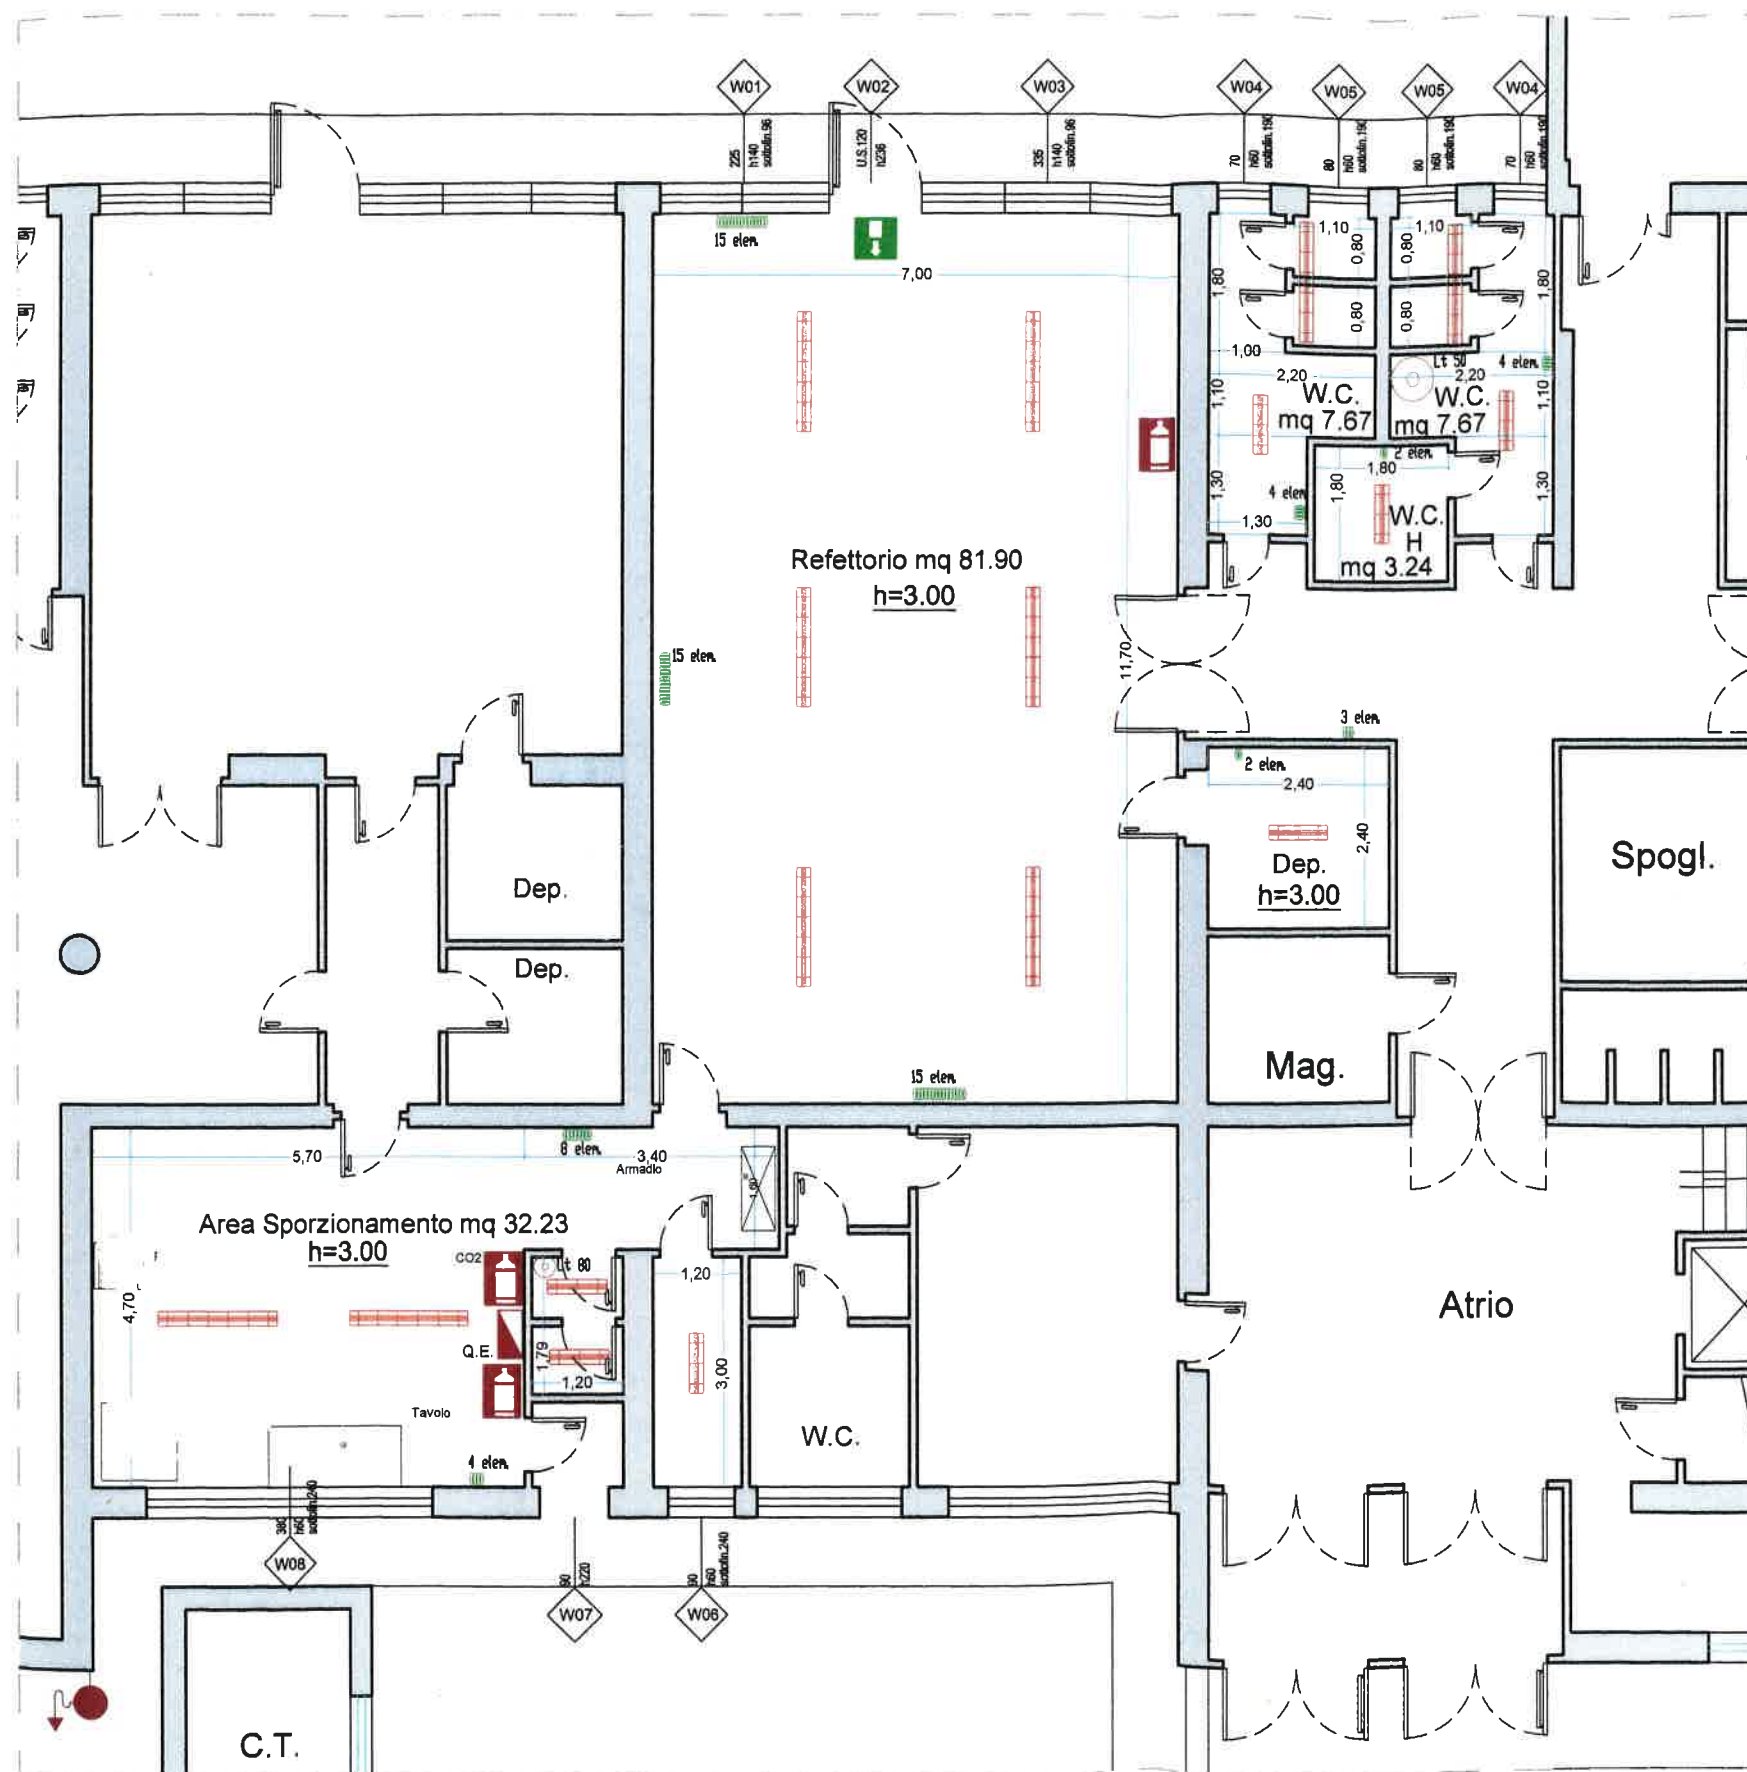 W01
W02
W03
W04
W05
W05
W04
225
h140
sottofin.96
U.S.120
h236
335
h140
sottofin.96
70
h60
sottofin.190
80
h60
sottofin.190
80
h60
sottofin.190
70
h60
sottofin.190
15 elem.
7,00
1,10
0,80
0,80
1,10
1,80
0,80
0,80
1,80
1,00
2,20
Lt 50
4 elem.
2,20
1,10
W.C.
mq 7.67
W.C.
mq 7.67
1,10
2 elem.
1,80
1,30
4 elem.
1,80
1,30
1,30
W.C.
H
mq 3.24
Refettorio mq 81.90
h=3.00
15 elem.
11,70
3 elem.
2 elem.
2,40
2,40
Dep.
h=3.00
Spogl.
Dep.
Dep.
Mag.
15 elem.
5,70
8 elem.
3,40
Armadio
1,60
Area Sporzionamento mq 32.23
h=3.00
CO2
Lt 80
1,20
4,70
Q.E.
1,79
1,20
3,00
Atrio
Tavolo
W.C.
4 elem.
380
h60
sottofin.240
W08
90
h220
W07
90
h60
sottofin.240
W06
C.T.